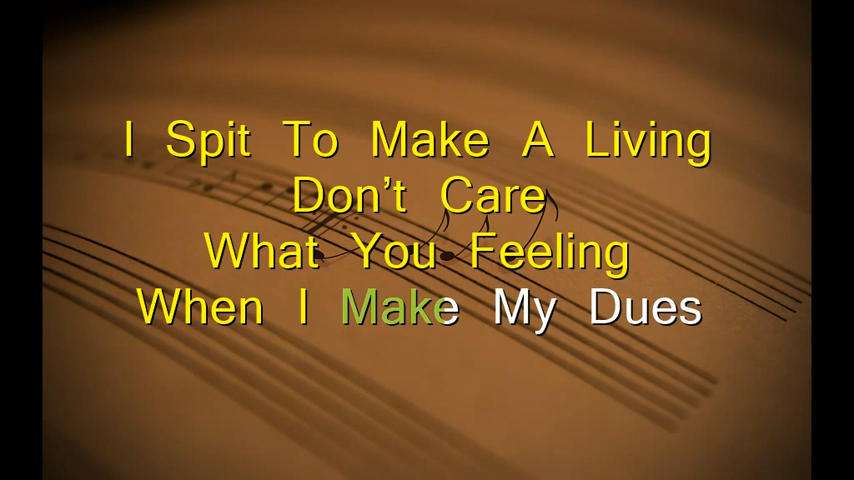 I Spit To Make A Living
Don’t Care
What You Feeling
When I Make My Dues